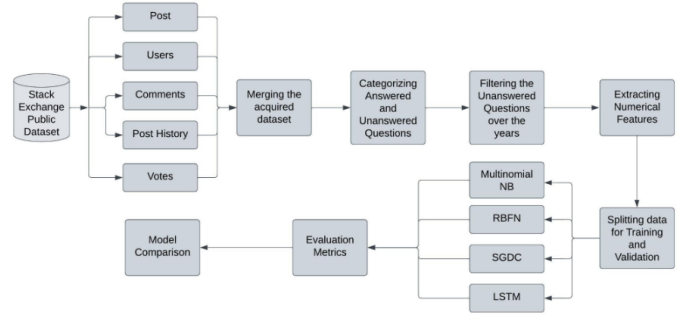 Stack
Exchange
Public
Dataset
Post
Users
Comments
Post History
Votes
Merging the
acquired
dataset
Categorizing
Answered
and
Unanswered
Questions
Filtering the
Unanswered
Questions
over the
years
Extracting
Numerical
Features
Splitting data
for Training
and
Validation
Multinomial
NB
RBFN
SGDC
LSTM
Evaluation
Metrics
Model
Comparison